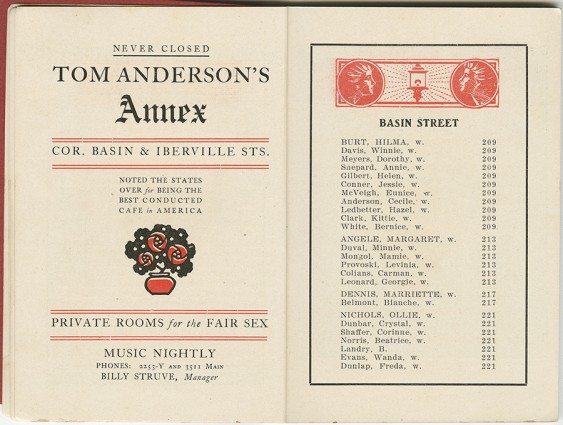 NEVER CLOSED
TOM ANDERSON'S
Annex
COR. BASIN & IBERVILLE STS.
NOTED THE STATES
OVER for BEING THE
BEST CONDUCTED
CAFE in AMERICA
PRIVATE ROOMS for the FAIR SEX
MUSIC NIGHTLY
PHONES: 2253-Y AND 3511 MAIN
BILLY STRUVE, Manager
BASIN STREET
BURT, HILMA, w. 209
Davis, Winnie, w. 209
Meyers, Dorothy, w. 209
Shepard, Annie, w. 209
Gilbert, Helen, w. 209
Conner, Jessie, w. 209
McVeigh, Eunice, w. 209
Anderson, Cecile, w. 209
Ledbetter, Hazel, w. 209
Clark, Kittie, w. 209
White, Bernice, w. 209
ANGELE, MARGARET, w. 213
Duval, Minnie, w. 213
Mongol, Mamie, w. 213
Provoski, Levinia, w. 213
Collans, Carman, w. 213
Leonard, Georgie, w. 213
DENNIS, MARRIETTE, w. 217
Belmont, Blanche, w. 217
NICHOLS, OLLIE, w. 221
Dunbar, Crystal, w. 221
Shaffer, Corinne, w. 221
Norris, Beatrice, w. 221
Landry, B. 221
Evans, Wanda, w. 221
Dunlap, Freda, w. 221